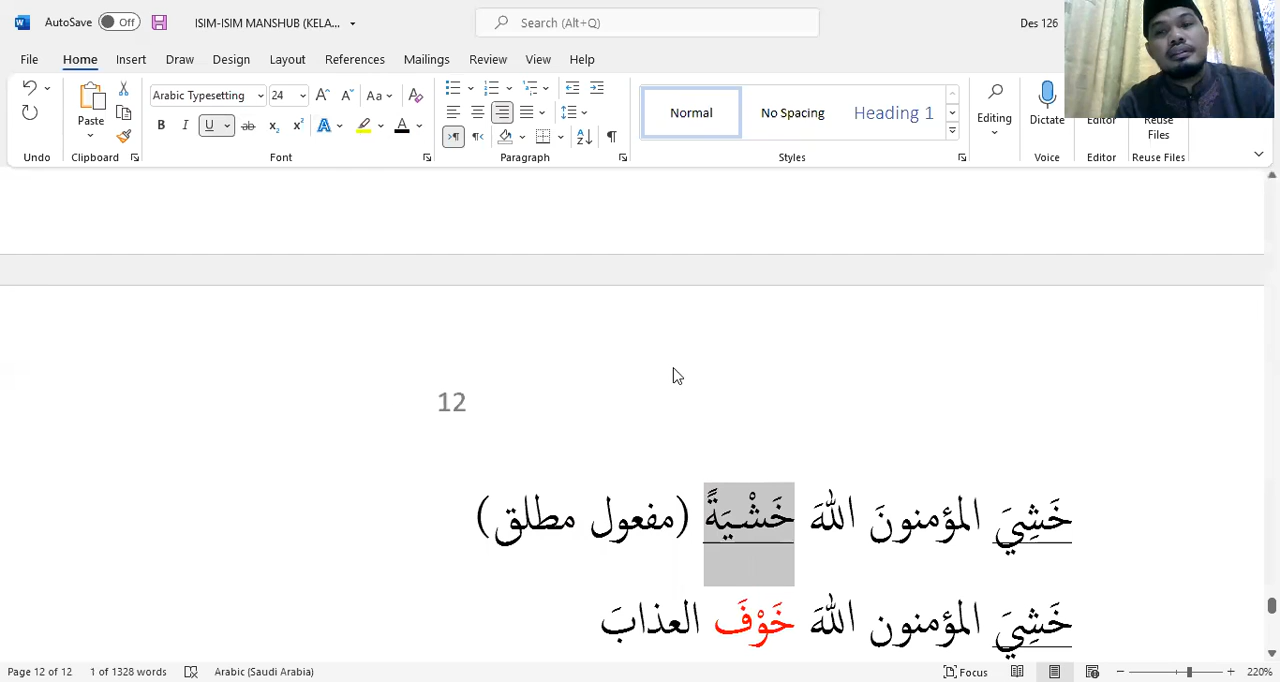 AutoSave Off ISIM-ISIM MANSHUB (KELA... Search (Alt+Q) Des 126
File Home Insert Draw Design Layout References Mailings Review View Help
Paste Arabic Typesetting 24 Aa Normal No Spacing Heading 1 Editing Dictate Editor Reuse Files
Undo Clipboard Font Paragraph Styles Voice Editor Reuse Files
12
خَشِيَ المؤمنونَ اللهَ خَشْيَةً (مفعول مطلق)
خَشِيَ المؤمنون اللهَ خَوْفَ العذابَ
Page 12 of 12 1 of 1328 words Arabic (Saudi Arabia) Focus 220%